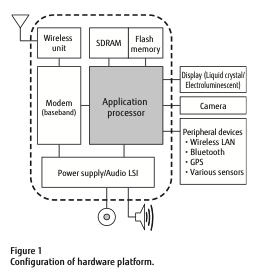 Wireless
unit
SDRAM
Flash
memory
Modem
(baseband)
Application
processor
Display (Liquid crystal/
Electroluminescent)
Camera
Peripheral devices
・Wireless LAN
・Bluetooth
・GPS
・Various sensors
Power supply/Audio LSI
Figure 1
Configuration of hardware platform.